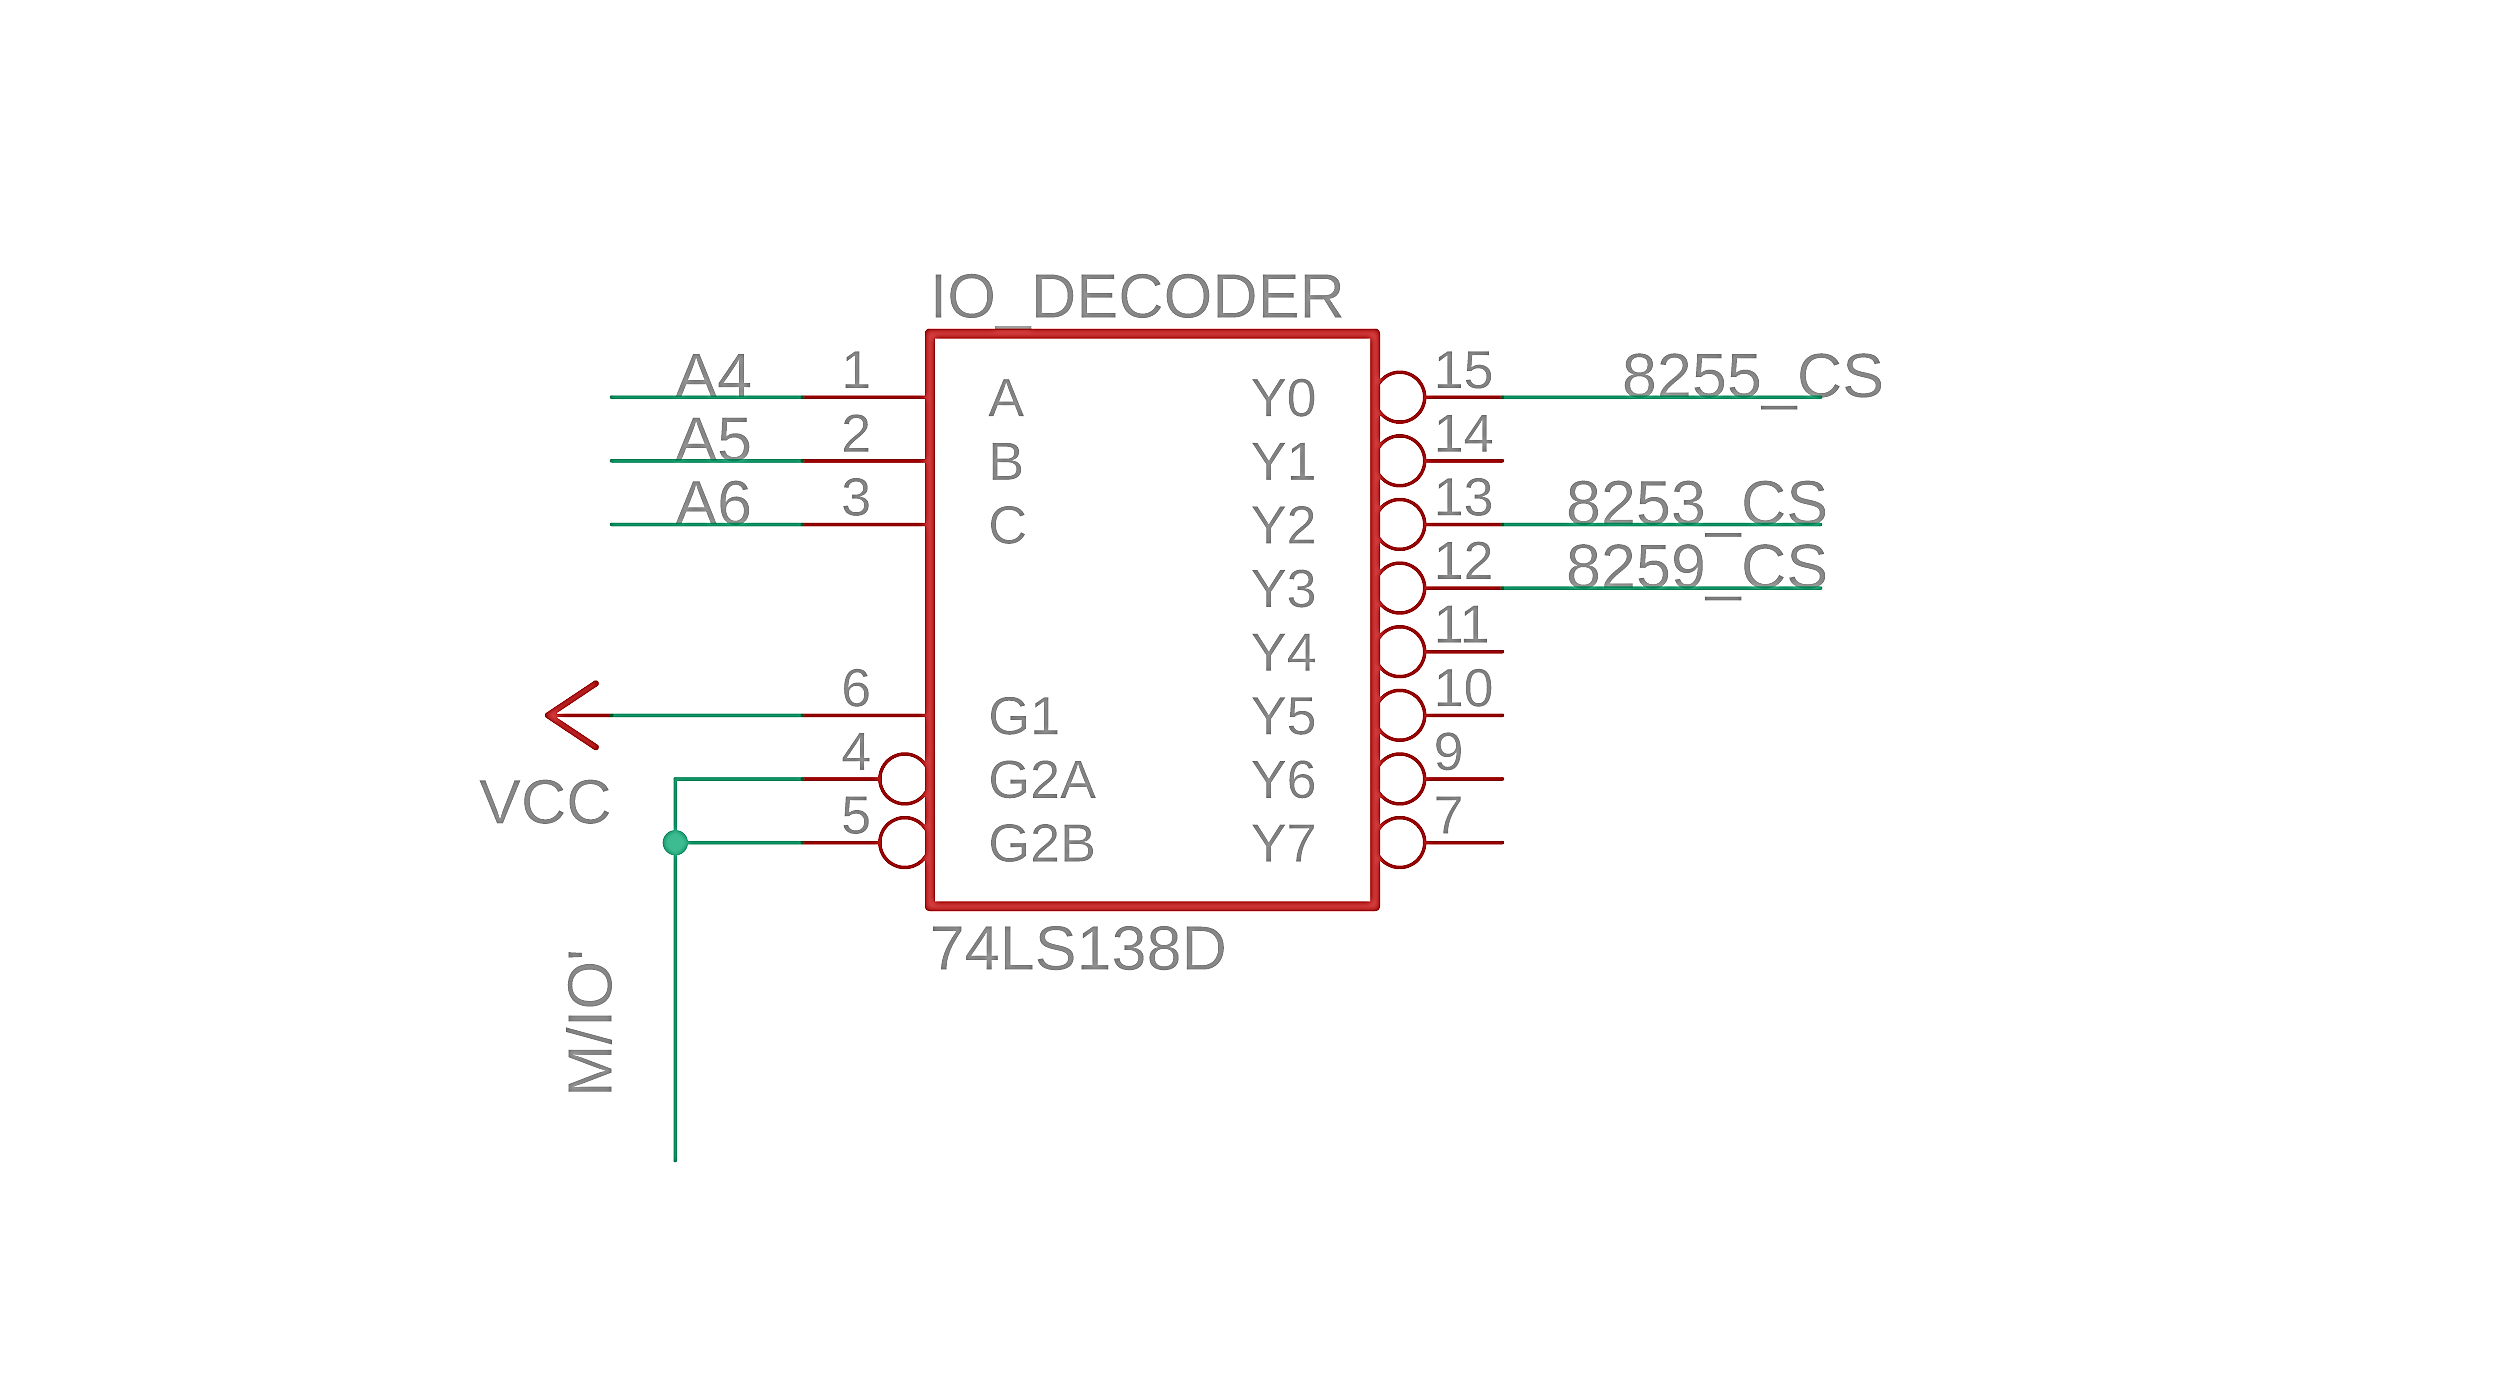 IO_DECODER
A4 1 A Y0 15 8255_CS
A5 2 B Y1 14
A6 3 C Y2 13 8253_CS
Y3 12 8259_CS
Y4 11
6 G1 Y5 10
VCC 4 G2A Y6 9
5 G2B Y7 7
74LS138D
M/IO'